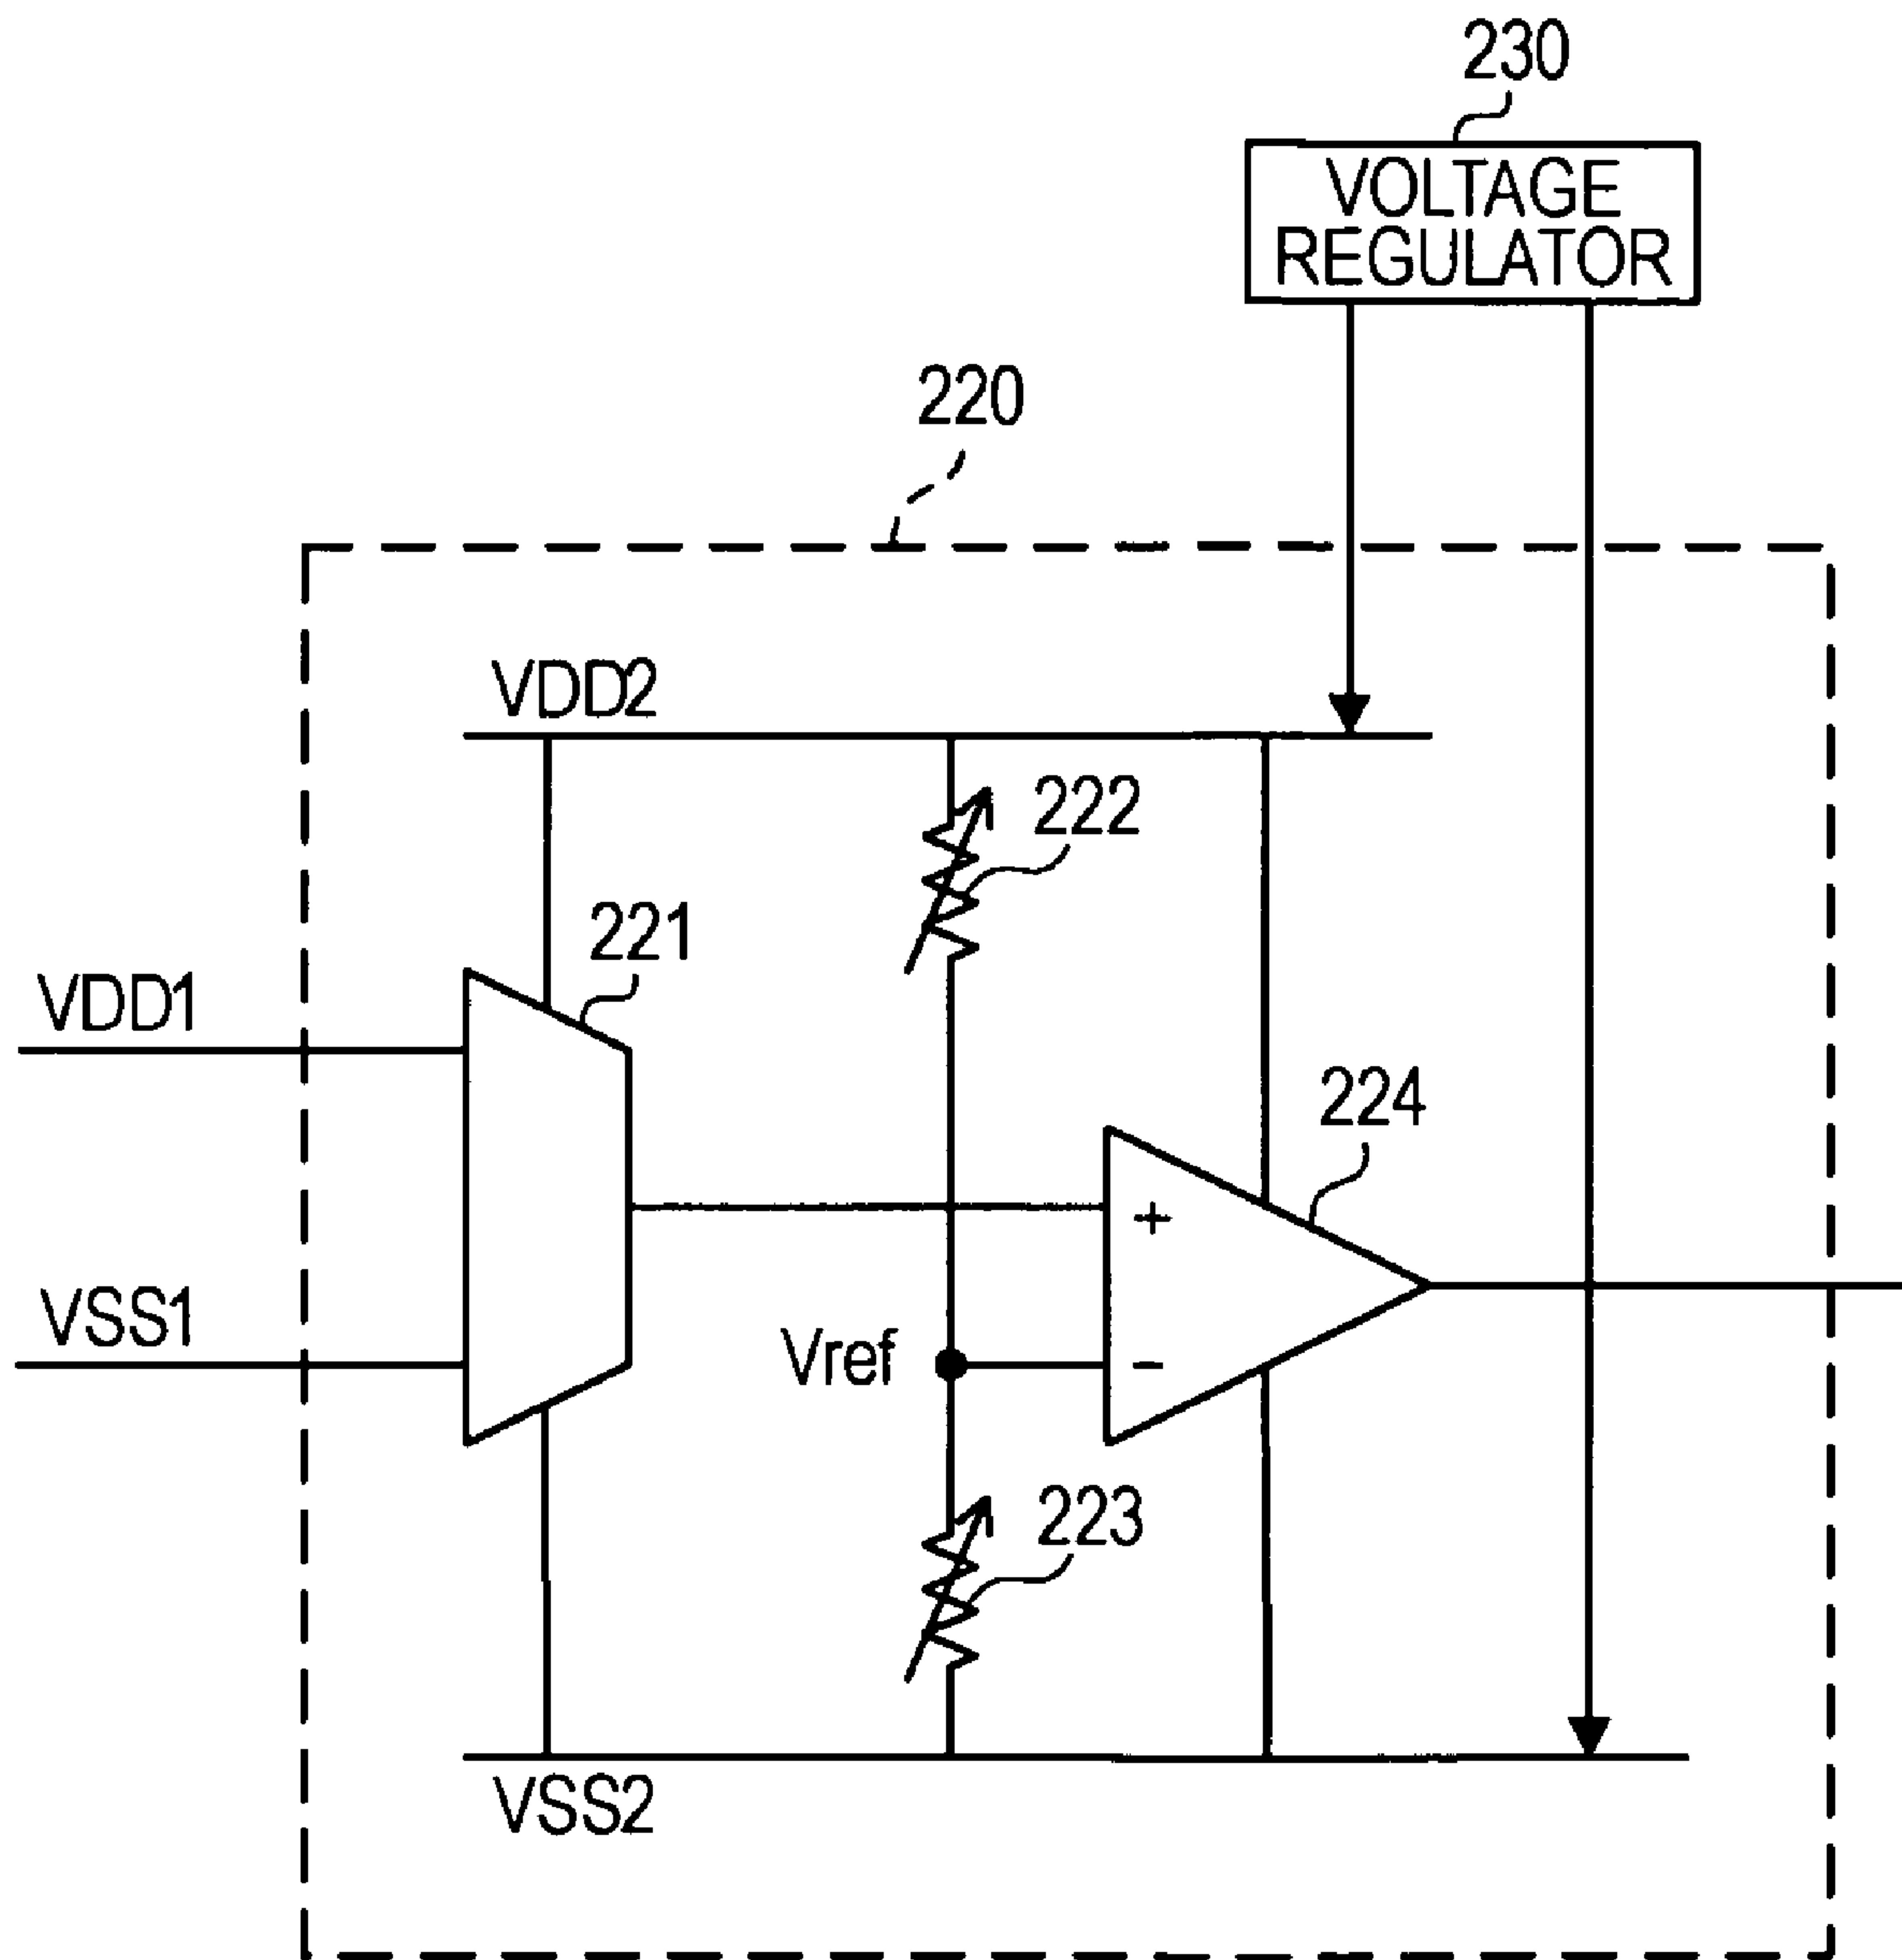 230
VOLTAGE
REGULATOR
220
VDD2
222
221
VDD1
224
+
VSS1
Vref
−
223
VSS2